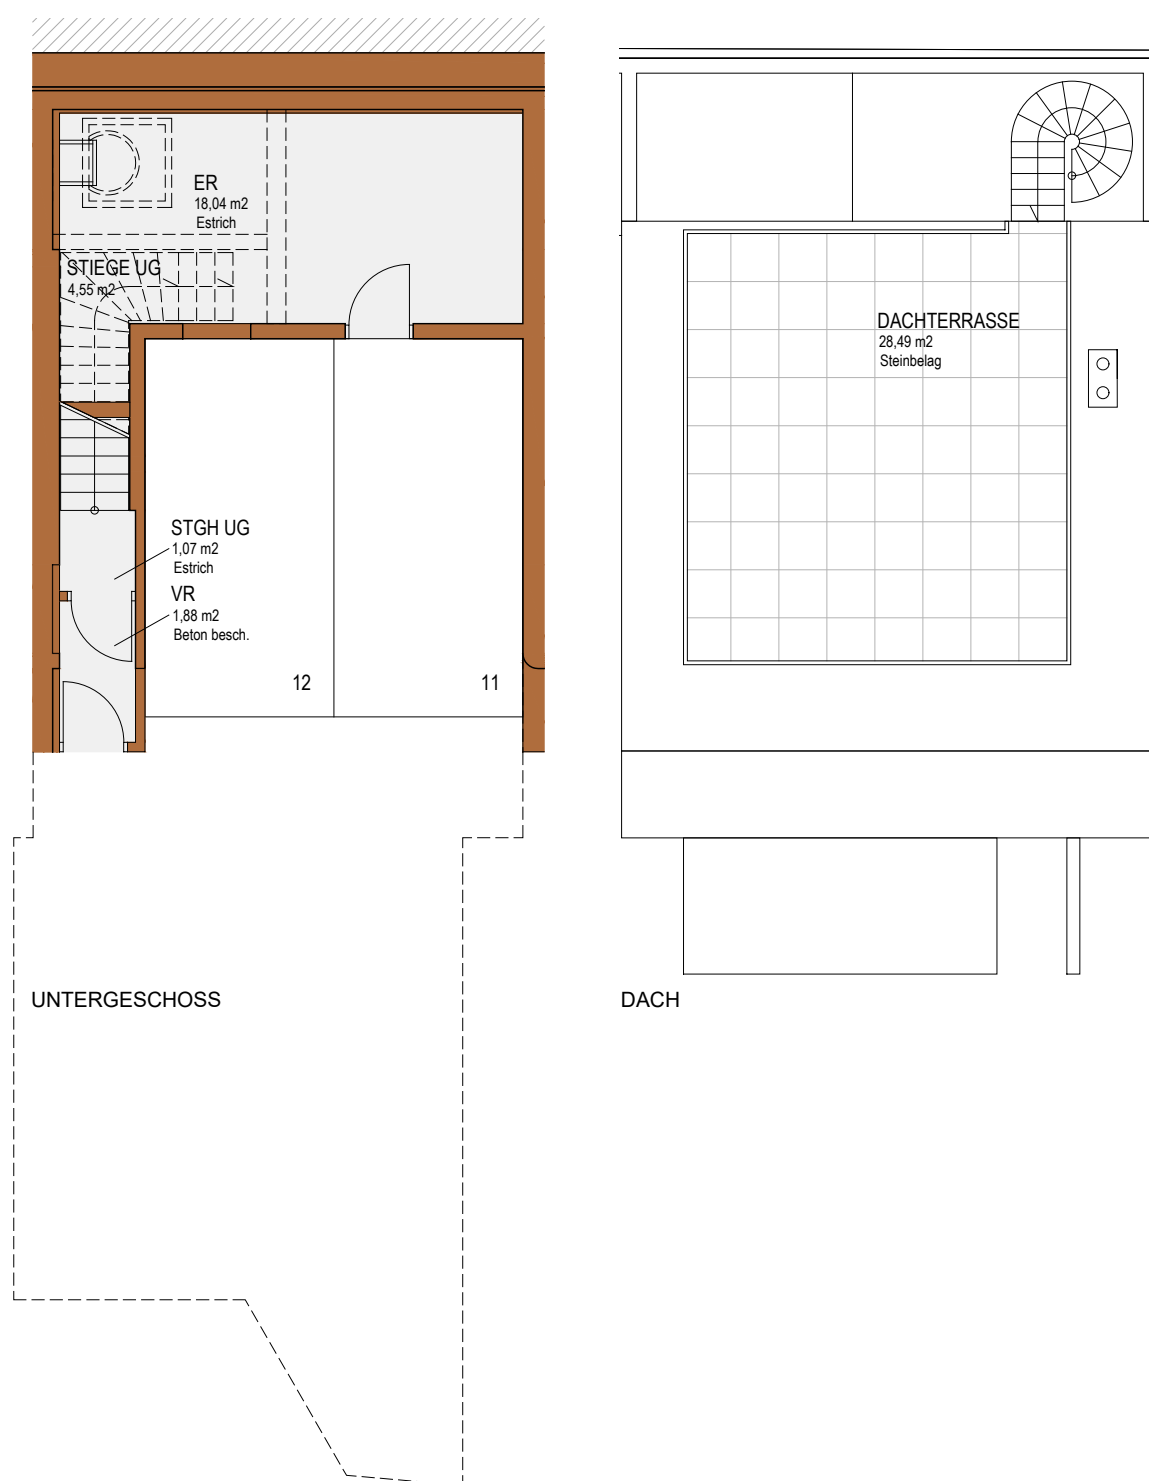 ER
18,04 m2
Estrich
STIEGE UG
4,55 m2
STGH UG
1,07 m2
Estrich
VR
1,88 m2
Beton besch.
12
11
UNTERGESCHOSS
DACHTERRASSE
28,49 m2
Steinbelag
DACH